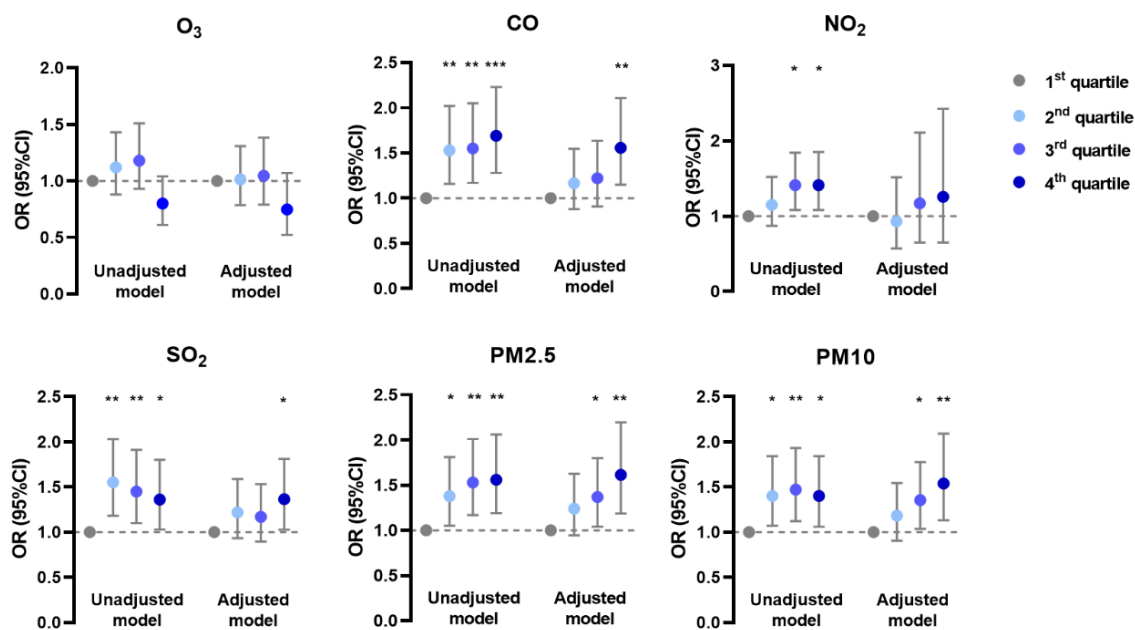 O₃
2.0
1.5
1.0
0.5
0.0
OR (95%CI)
Unadjusted
model
Adjusted
model
CO
** ** *** **
2.5
2.0
1.5
1.0
0.5
0.0
OR (95%CI)
Unadjusted
model
Adjusted
model
NO₂
* *
3
2
1
0
OR (95%CI)
Unadjusted
model
Adjusted
model
1st quartile
2nd quartile
3rd quartile
4th quartile
SO₂
** ** * *
2.5
2.0
1.5
1.0
0.5
0.0
OR (95%CI)
Unadjusted
model
Adjusted
model
PM2.5
* ** ** * **
2.5
2.0
1.5
1.0
0.5
0.0
OR (95%CI)
Unadjusted
model
Adjusted
model
PM10
* ** * * **
2.5
2.0
1.5
1.0
0.5
0.0
OR (95%CI)
Unadjusted
model
Adjusted
model